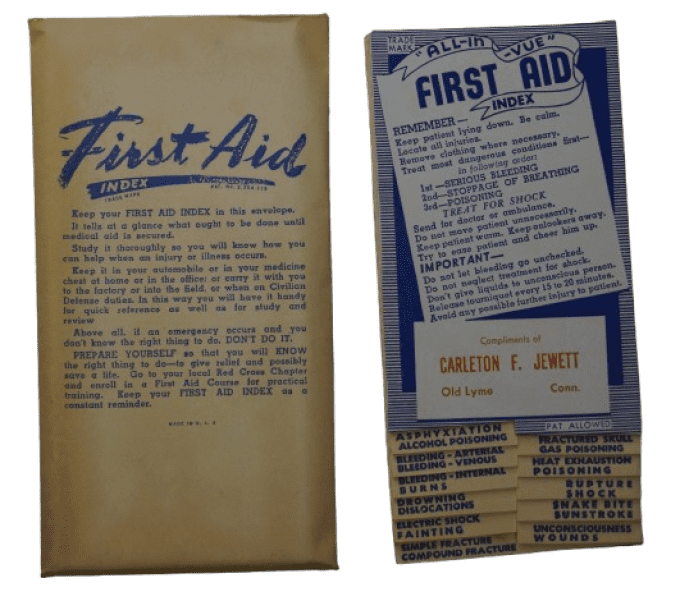 First Aid
INDEX
TRADE MARK
Keep your FIRST AID INDEX in this envelope.
It tells at a glance what ought to be done until
medical aid is secured.
Study it thoroughly so you will know how you
can help when an injury or illness occurs.
Keep it in your automobile or in your medicine
chest at home or in the office; or carry it with you
to the factory or into the field, or when on Civilian
Defense duties. In this way you will have it handy
for quick reference as well as for study and
review
Above all, if an emergency occurs and you
don't know the right thing to do, DON'T DO IT.
PREPARE YOURSELF so that you will KNOW
the right thing to do—to give relief and possibly
save a life. Go to your local Red Cross Chapter
and enroll in a First Aid Course for practical
training. Keep your FIRST AID INDEX as a
constant reminder.
MADE IN U. S. A
TRADE
MARK
"ALL-in-VUE"
FIRST AID
INDEX
REMEMBER—
Keep patient lying down. Be calm.
Locate all injuries.
Remove clothing where necessary.
Treat most dangerous conditions first—
in following order:
1st—SERIOUS BLEEDING
2nd—STOPPAGE OF BREATHING
3rd—POISONING
TREAT FOR SHOCK
Send for doctor or ambulance.
Do not move patient unnecessarily.
Keep patient warm. Keep onlookers away.
Try to ease patient and cheer him up.
IMPORTANT—
Do not let bleeding go unchecked.
Do not neglect treatment for shock.
Don't give liquids to unconscious person.
Release tourniquet every 15 to 20 minutes.
Avoid any possible further injury to patient.
Compliments of
CARLETON F. JEWETT
Old Lyme Conn.
PAT. ALLOWED
ASPHYXIATION
ALCOHOL POISONING
BLEEDING - ARTERIAL
BLEEDING - VENOUS
BLEEDING - INTERNAL
BURNS
DROWNING
DISLOCATIONS
ELECTRIC SHOCK
FAINTING
SIMPLE FRACTURE
COMPOUND FRACTURE
FRACTURED SKULL
GAS POISONING
HEAT EXHAUSTION
POISONING
RUPTURE
SHOCK
SNAKE BITE
SUNSTROKE
UNCONSCIOUSNESS
WOUNDS